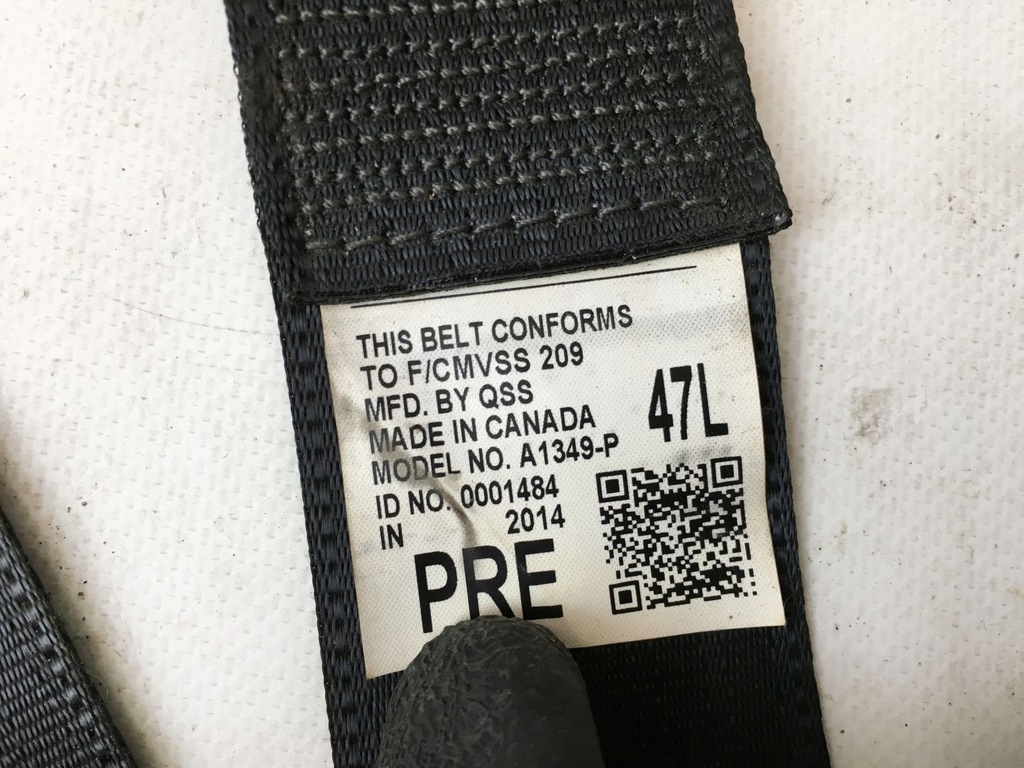 THIS BELT CONFORMS
TO F/CMVSS 209
MFD. BY QSS
MADE IN CANADA
MODEL NO. A1349-P
ID NO. 0001484
IN 2014
PRE
47L